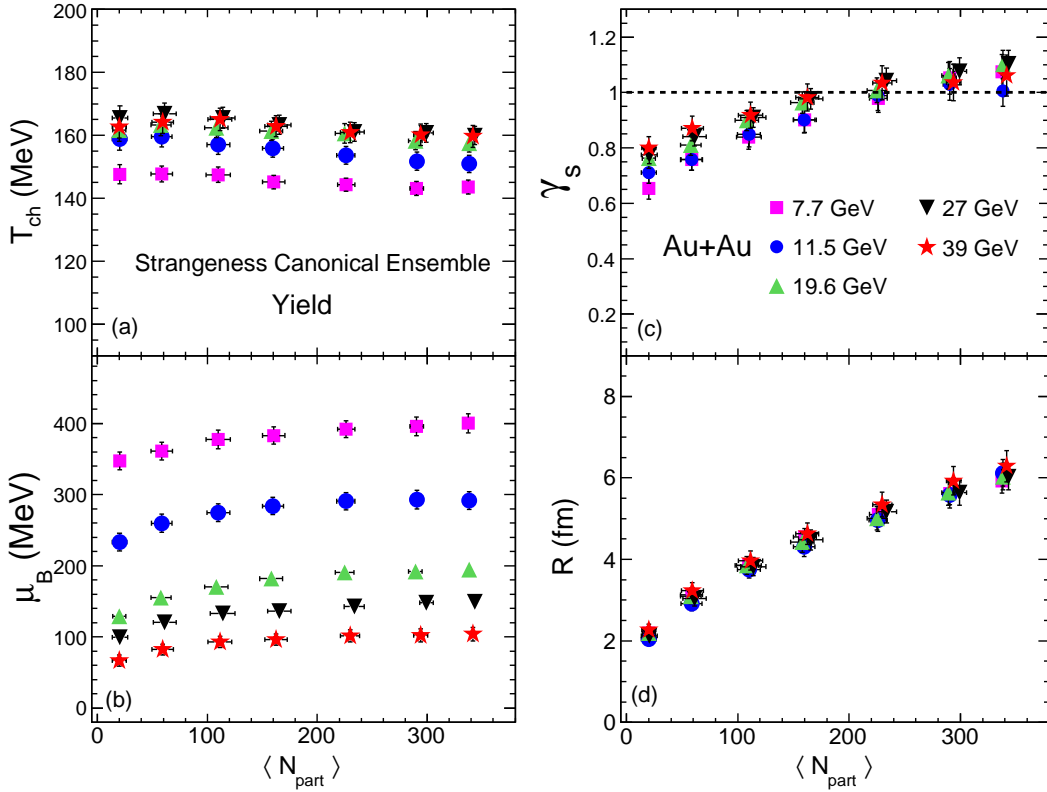 180
160
140
120
100
T_ch (MeV)
Strangeness Canonical Ensemble
Yield
(a)
400
300
200
100
0
μ_B (MeV)
(b)
0 100 200 300
⟨ N_part ⟩
1.2
1
0.8
0.6
0.4
0.2
γ_s
7.7 GeV
27 GeV
Au+Au
11.5 GeV
39 GeV
19.6 GeV
(c)
8
6
4
2
0
R (fm)
(d)
0 100 200 300
⟨ N_part ⟩